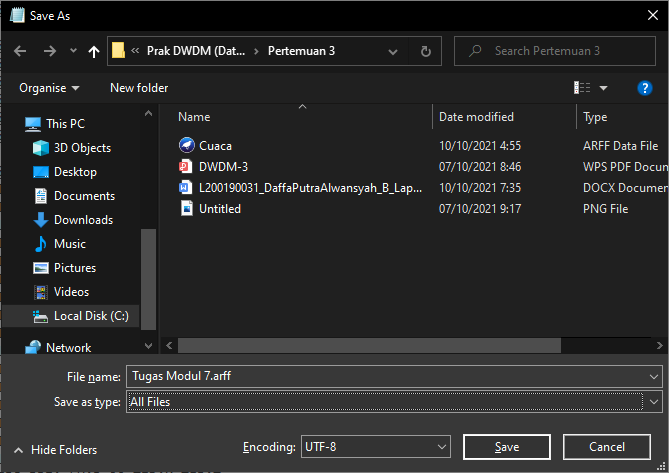 Save As
« Prak DWDM (Dat... › Pertemuan 3
Search Pertemuan 3
Organise New folder ?
Name Date modified Type
This PC
3D Objects
Desktop
Documents
Downloads
Music
Pictures
Videos
Local Disk (C:)
Network
Cuaca 10/10/2021 4:55 ARFF Data File
DWDM-3 07/10/2021 8:46 WPS PDF Docum
L200190031_DaffaPutraAlwansyah_B_Lap... 10/10/2021 7:35 DOCX Documen
Untitled 07/10/2021 9:17 PNG File
File name: Tugas Modul 7.arff
Save as type: All Files
Hide Folders Encoding: UTF-8 Save Cancel